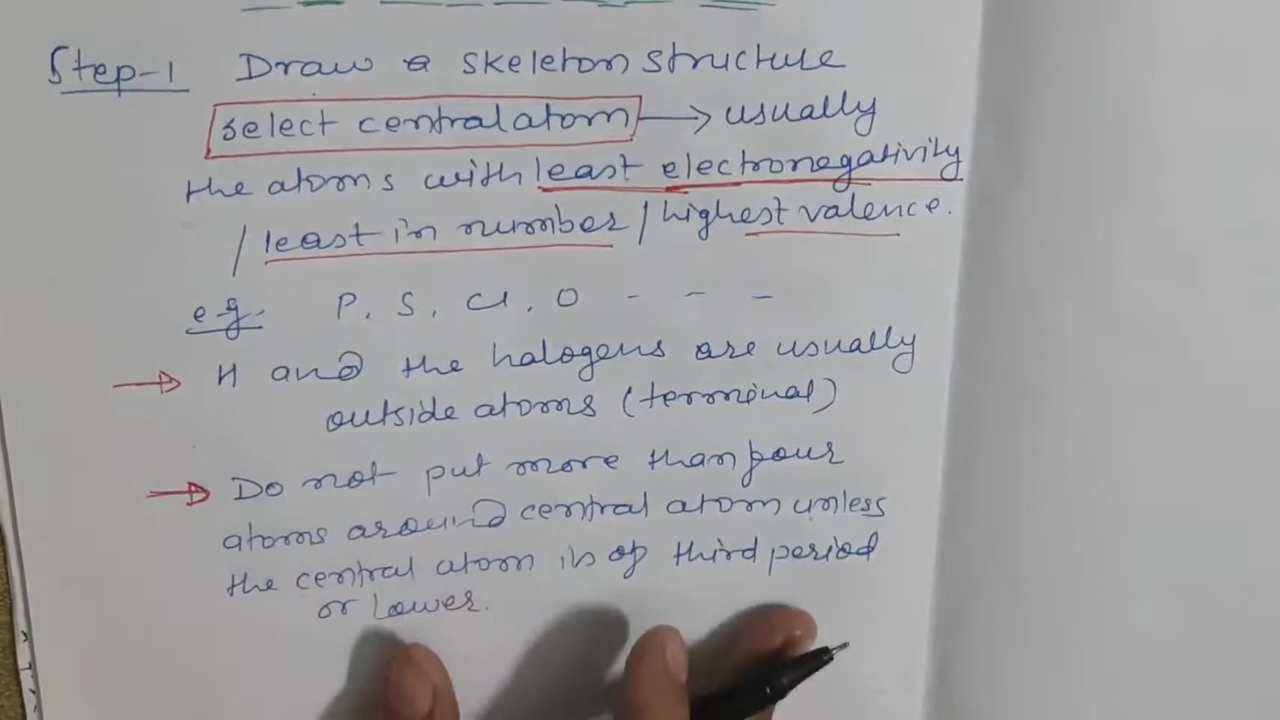 Step-1 Draw a skeleton structure
select central atom → usually
the atoms with least electronegativity
/ least in number / highest valence.
e.g. P, S, Cl, O - - -
→ H and the halogens are usually
outside atoms (terminal)
→ Do not put more than four
atoms around central atom unless
the central atom is of third period
or Lower.